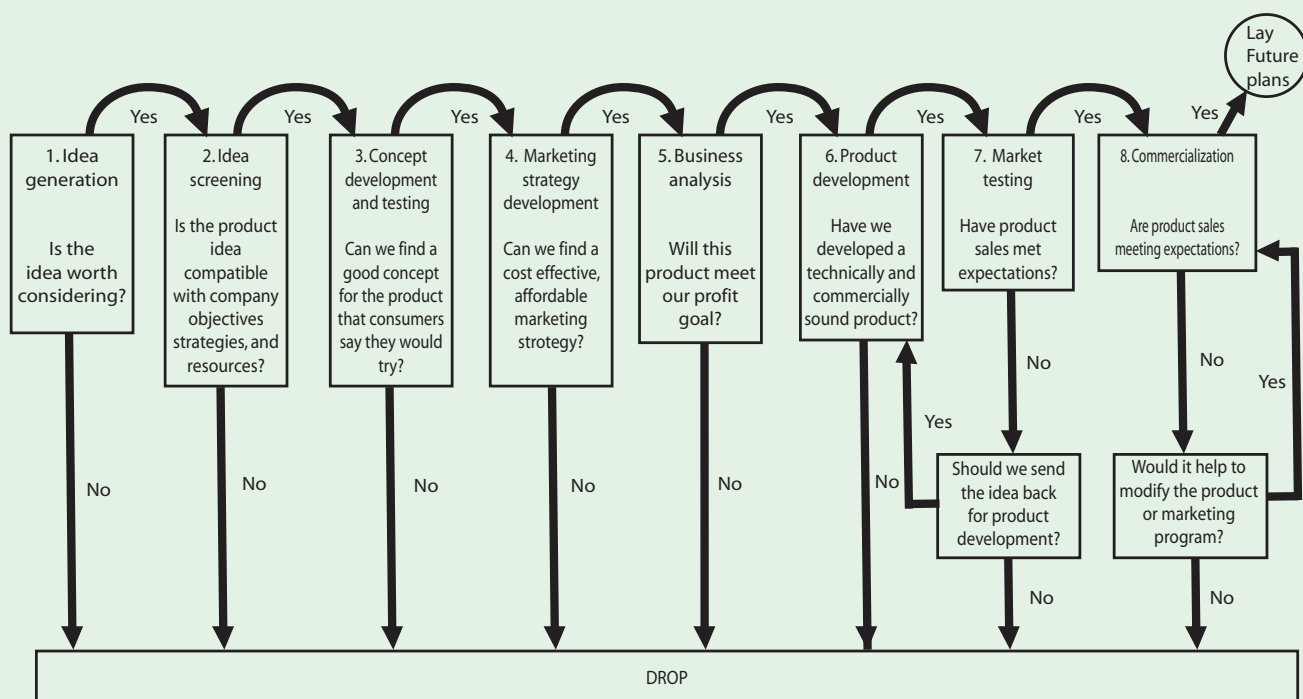 Lay
Future
plans
Yes
Yes
Yes
Yes
Yes
Yes
Yes
Yes
1. Idea
generation
Is the
idea worth
considering?
2. Idea
screening
Is the product
idea
compatible
with company
objectives
strategies, and
resources?
3. Concept
development
and testing
Can we find a
good concept
for the product
that consumers
say they would
try?
4. Marketing
strategy
development
Can we find a
cost effective,
affordable
marketing
strotegy?
5. Business
analysis
Will this
product meet
our profit
goal?
6. Product
development
Have we
developed a
technically and
commercially
sound product?
7. Market
testing
Have product
sales met
expectations?
8. Commercialization
Are product sales
meeting expectations?
No
No
Yes
Yes
Should we send
the idea back
for product
development?
Would it help to
modify the product
or marketing
program?
No
No
No
No
No
No
No
No
DROP